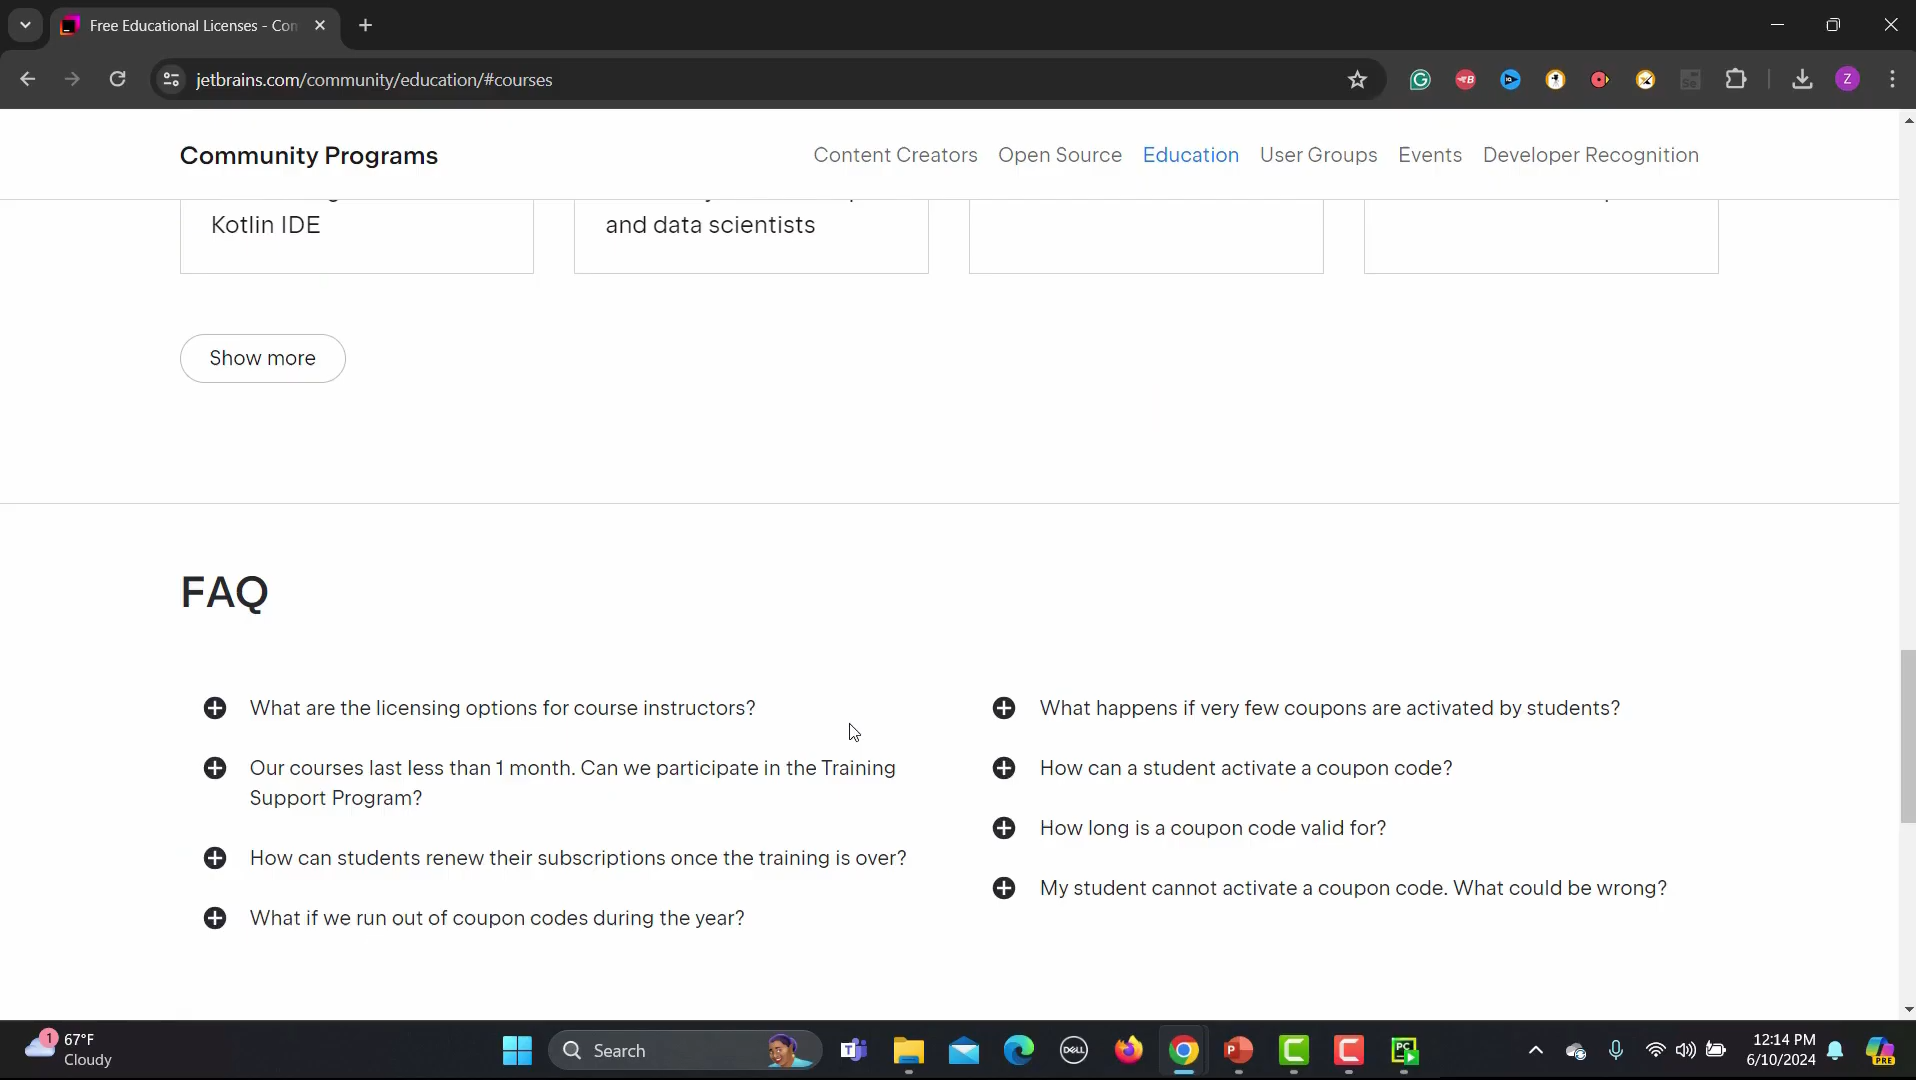 Free Educational Licenses - Con
jetbrains.com/community/education/#courses
Z
Community Programs
Content Creators Open Source Education User Groups Events Developer Recognition
Kotlin IDE
and data scientists
Show more
FAQ
What are the licensing options for course instructors?
Our courses last less than 1 month. Can we participate in the Training
Support Program?
How can students renew their subscriptions once the training is over?
What if we run out of coupon codes during the year?
What happens if very few coupons are activated by students?
How can a student activate a coupon code?
How long is a coupon code valid for?
My student cannot activate a coupon code. What could be wrong?
1
67°F
Cloudy
Search
DELL
PC
PRE
12:14 PM
6/10/2024